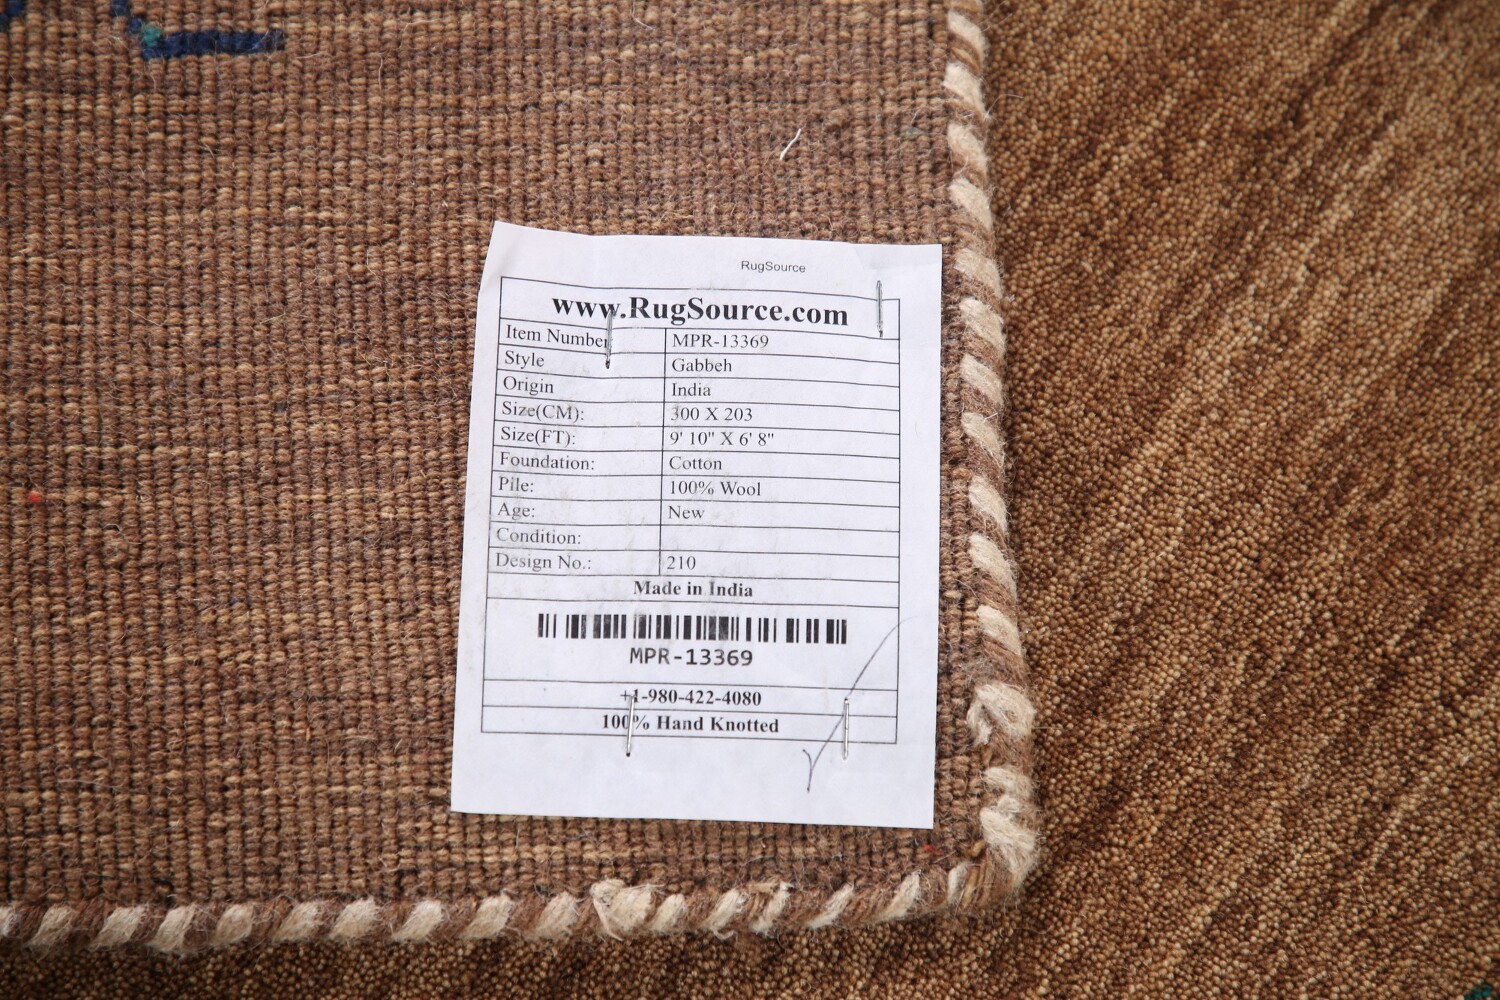 RugSource
www.RugSource.com
Item Number MPR-13369
Style Gabbeh
Origin India
Size(CM): 300 X 203
Size(FT): 9' 10" X 6' 8"
Foundation: Cotton
Pile: 100% Wool
Age: New
Condition:
Design No.: 210
Made in India
MPR-13369
+1-980-422-4080
100% Hand Knotted